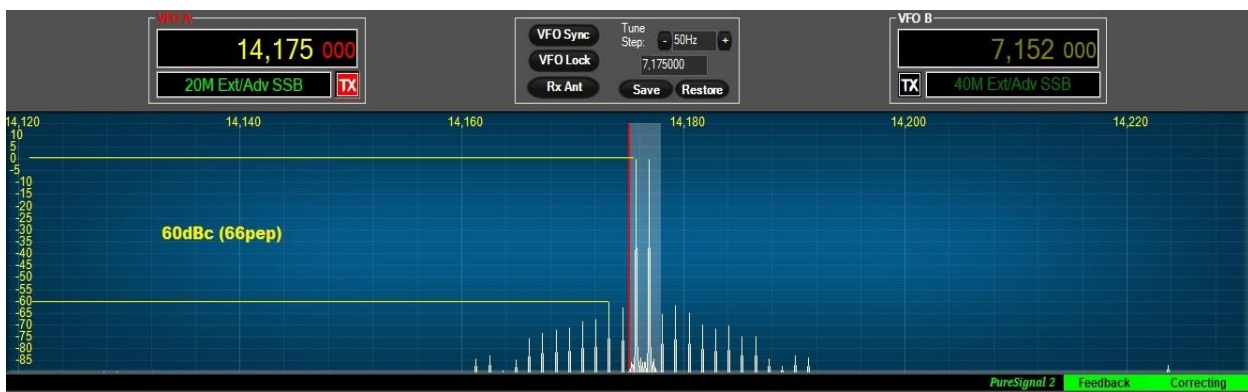 VFO A
14,175 000
20M Ext/Adv SSB TX
VFO Sync
VFO Lock
Rx Ant
Tune
Step: - 50Hz +
7,175000
Save Restore
VFO B
7,152 000
TX 40M Ext/Adv SSB
14,120 14,140 14,160 14,180 14,200 14,220
10
5
0
-5
-10
-15
-20
-25
-30
-35
-40
-45
-50
-55
-60
-65
-70
-75
-80
-85
60dBc (66pep)
PureSignal 2 Feedback Correcting